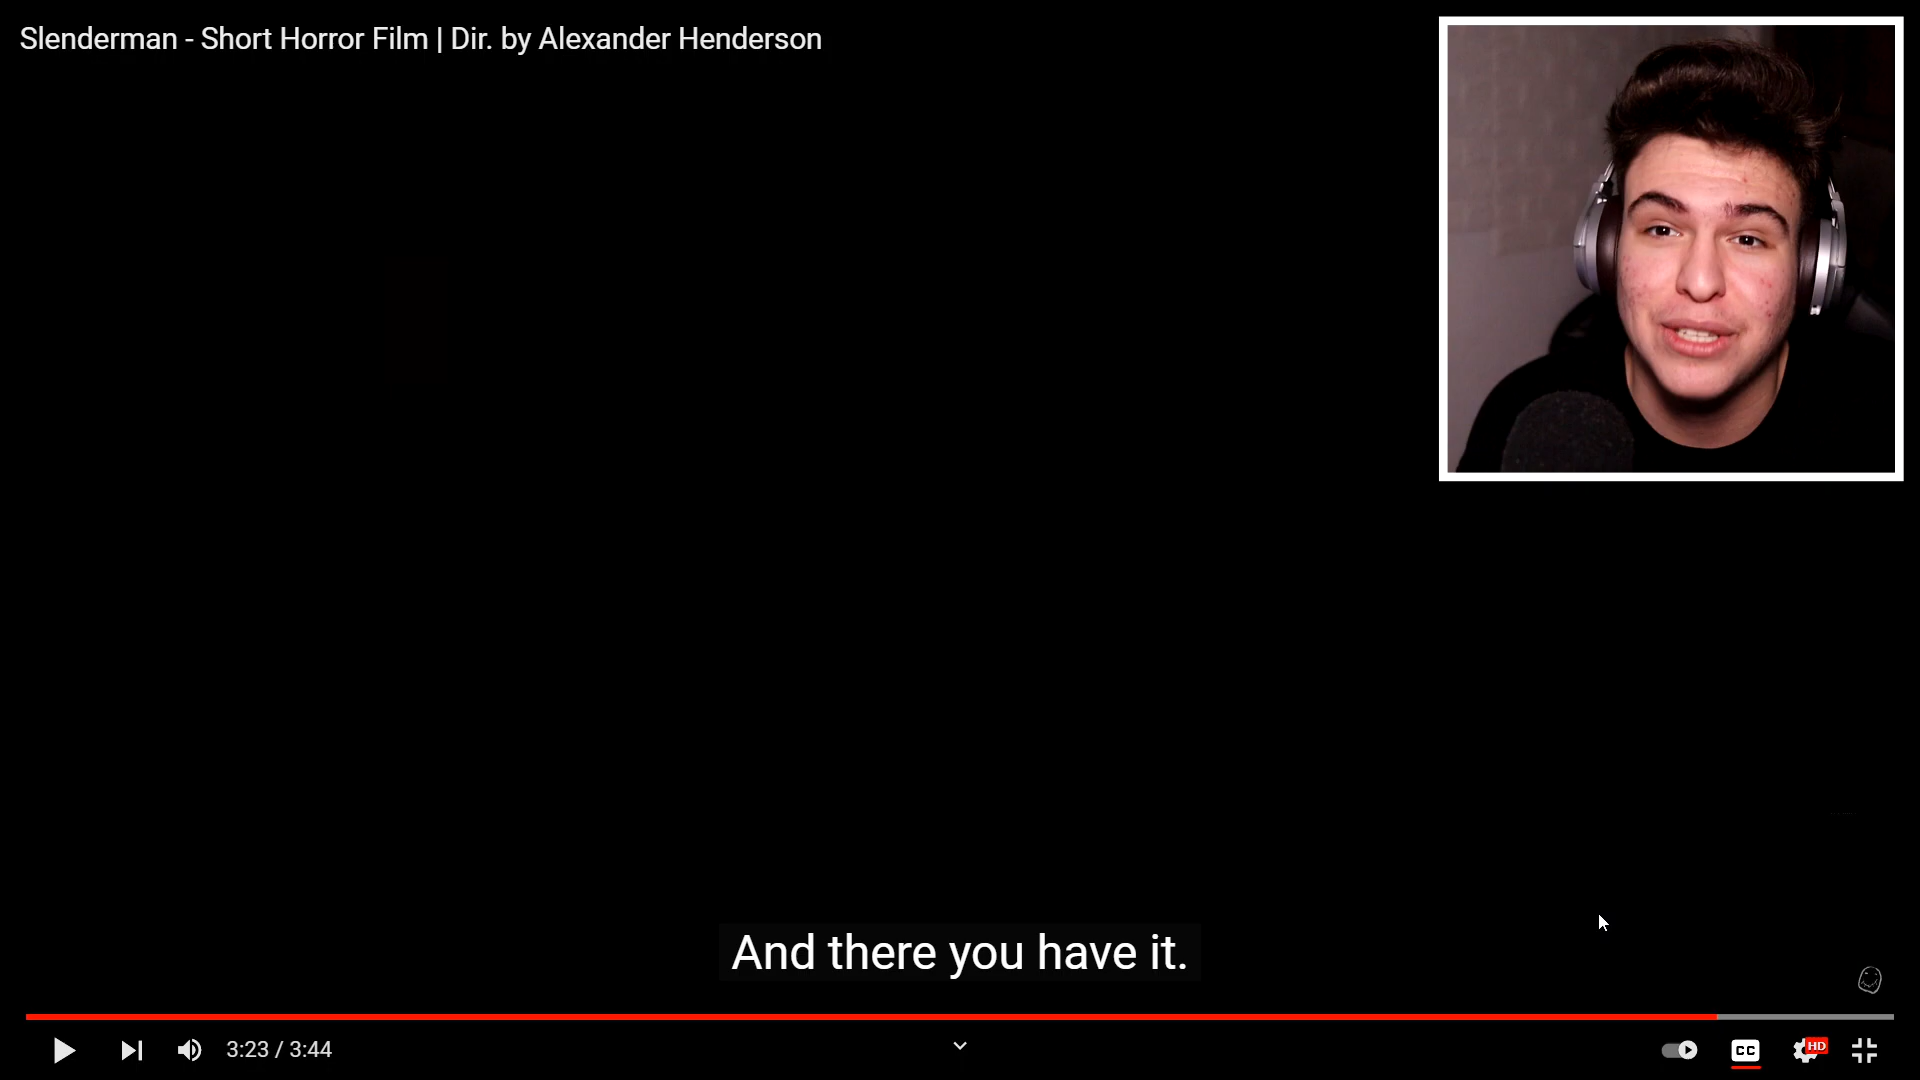 Slenderman - Short Horror Film | Dir. by Alexander Henderson
And there you have it.
3:23 / 3:44
CC
HD